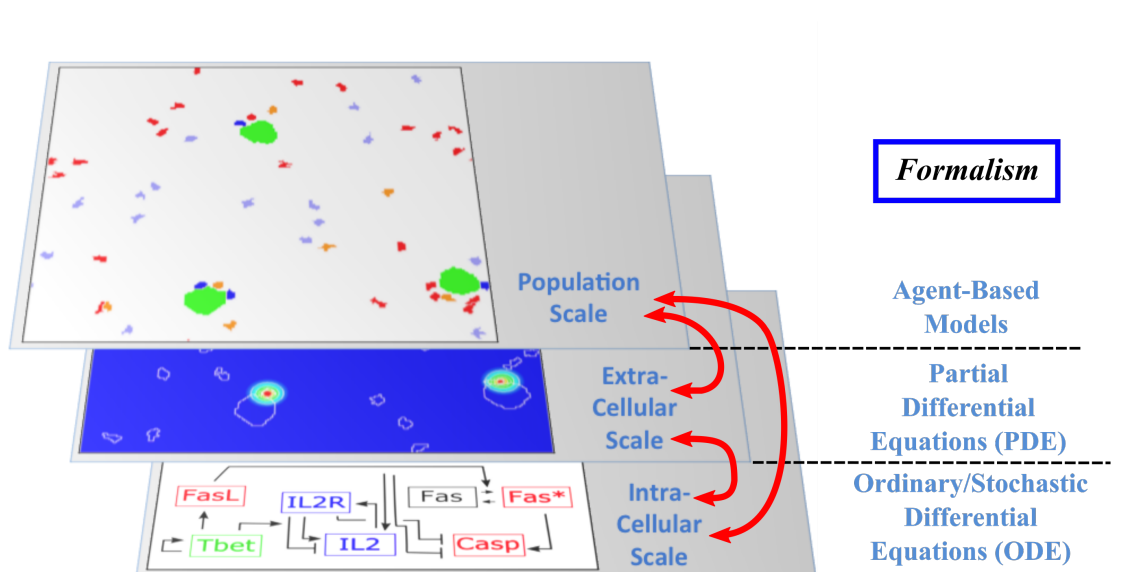 Formalism
Population
Scale
Agent-Based
Models
Extra-
Cellular
Scale
Partial
Differential
Equations (PDE)
Intra-
Cellular
Scale
Ordinary/Stochastic
Differential
Equations (ODE)
FasL
IL2R
Fas
Fas*
Tbet
IL2
Casp